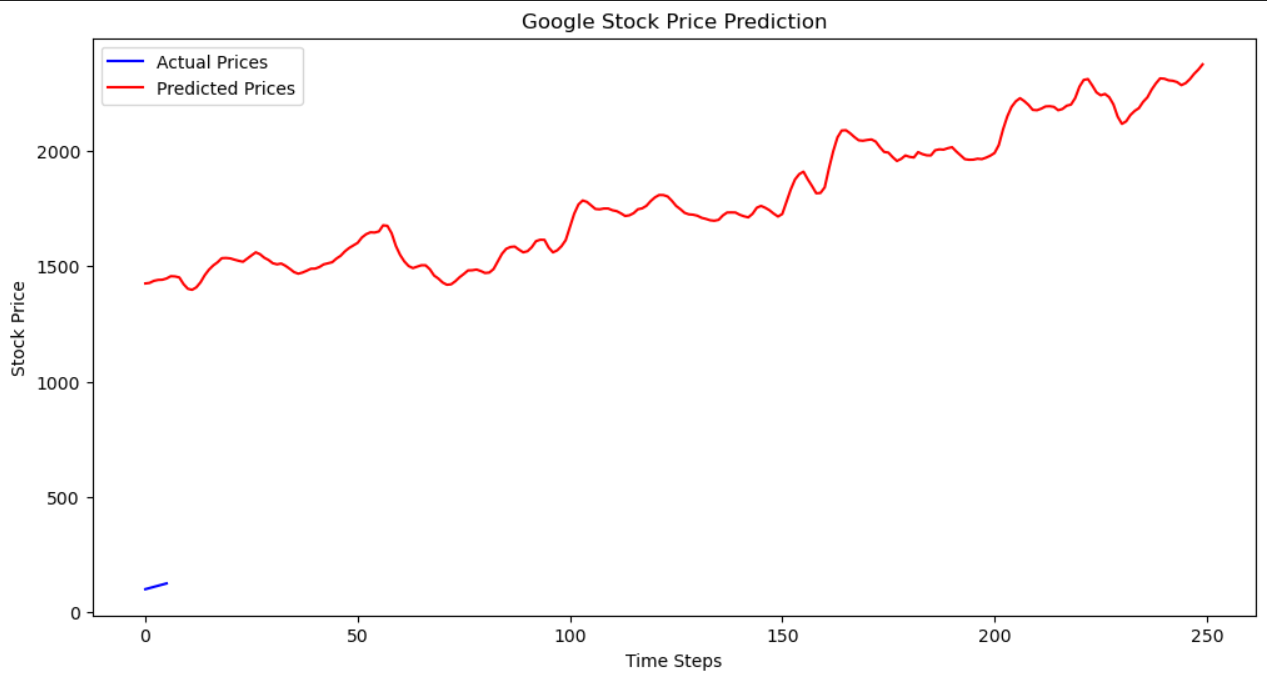 Google Stock Price Prediction
Actual Prices
Predicted Prices
Stock Price
2000
1500
1000
500
0
0 50 100 150 200 250
Time Steps